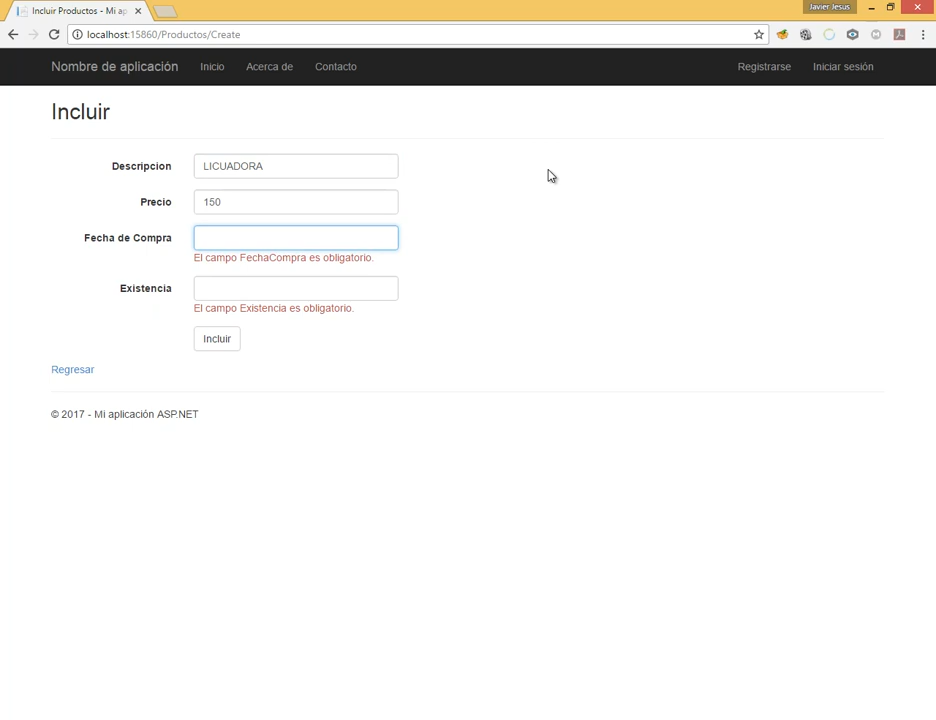 Incluir Productos - Mi ap
Javier Jesus
localhost:15860/Productos/Create
Nombre de aplicación Inicio Acerca de Contacto Registrarse Iniciar sesión
Incluir
Descripcion LICUADORA
Precio 150
Fecha de Compra
El campo FechaCompra es obligatorio.
Existencia
El campo Existencia es obligatorio.
Incluir
Regresar
© 2017 - Mi aplicación ASP.NET